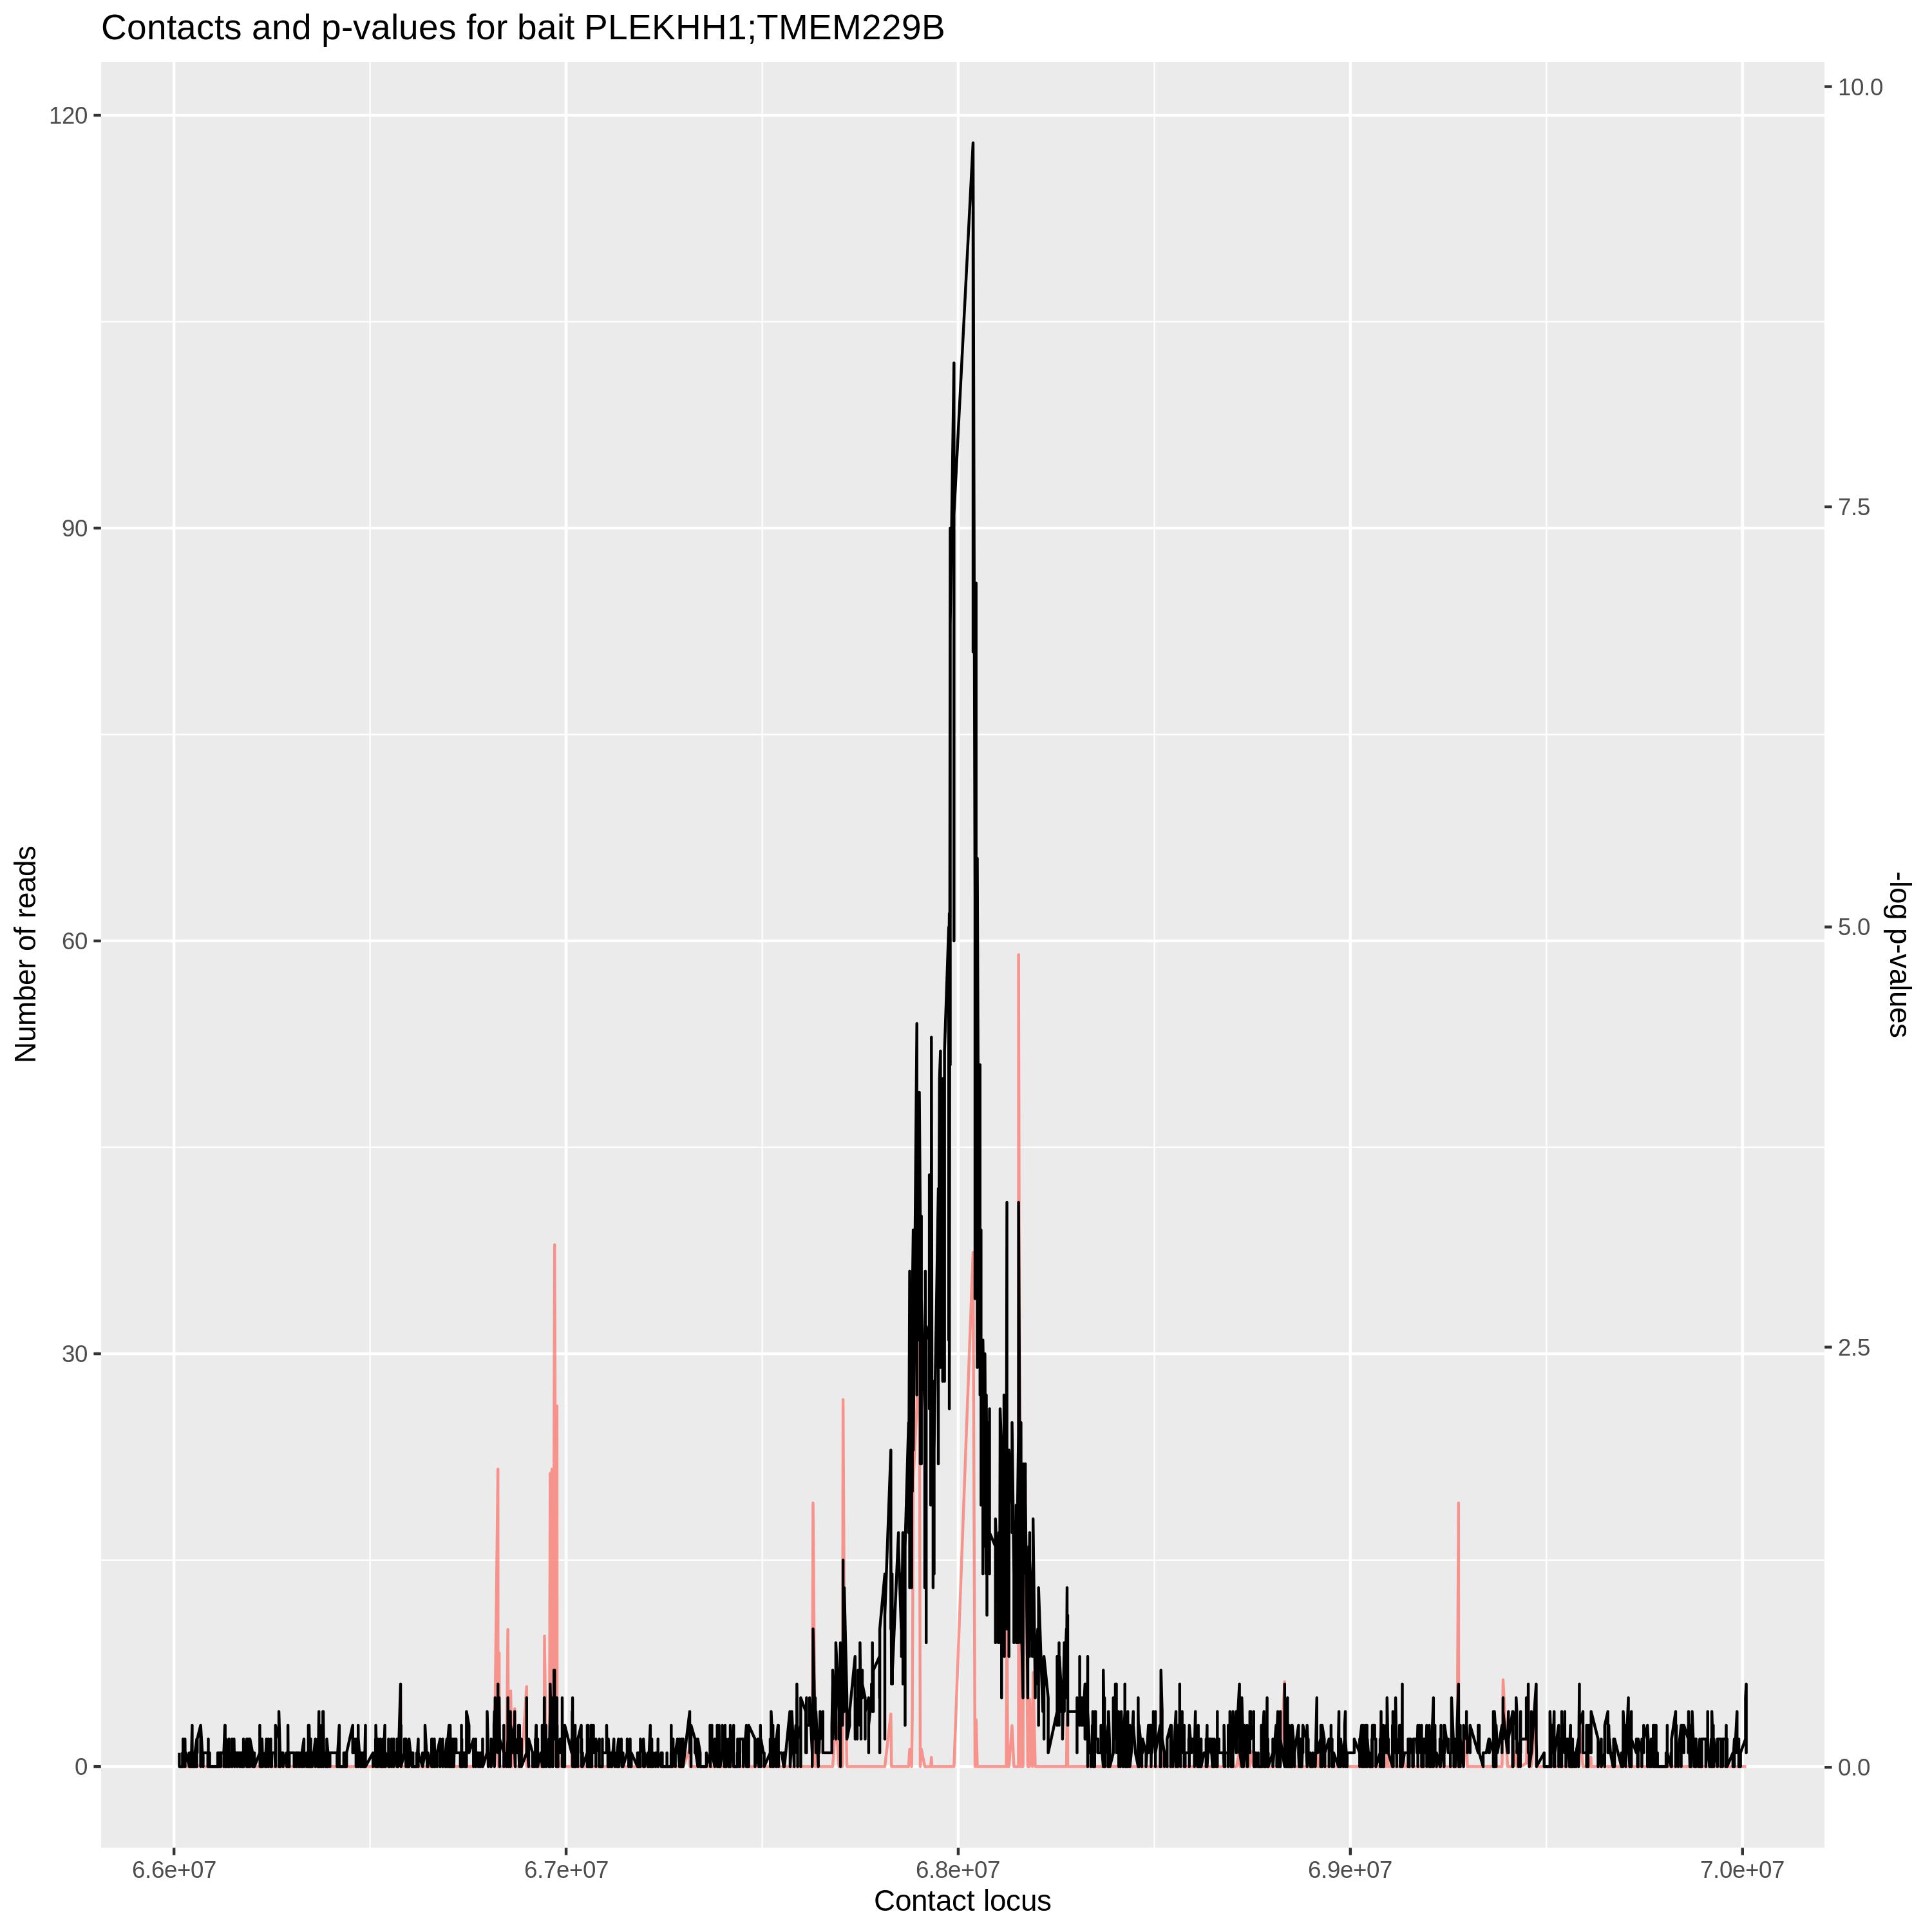 Contacts and p-values for bait PLEKHH1;TMEM229B
120
90
60
30
0
Number of reads
10.0
7.5
5.0
2.5
0.0
-log p-values
6.6e+07
6.7e+07
6.8e+07
6.9e+07
7.0e+07
Contact locus